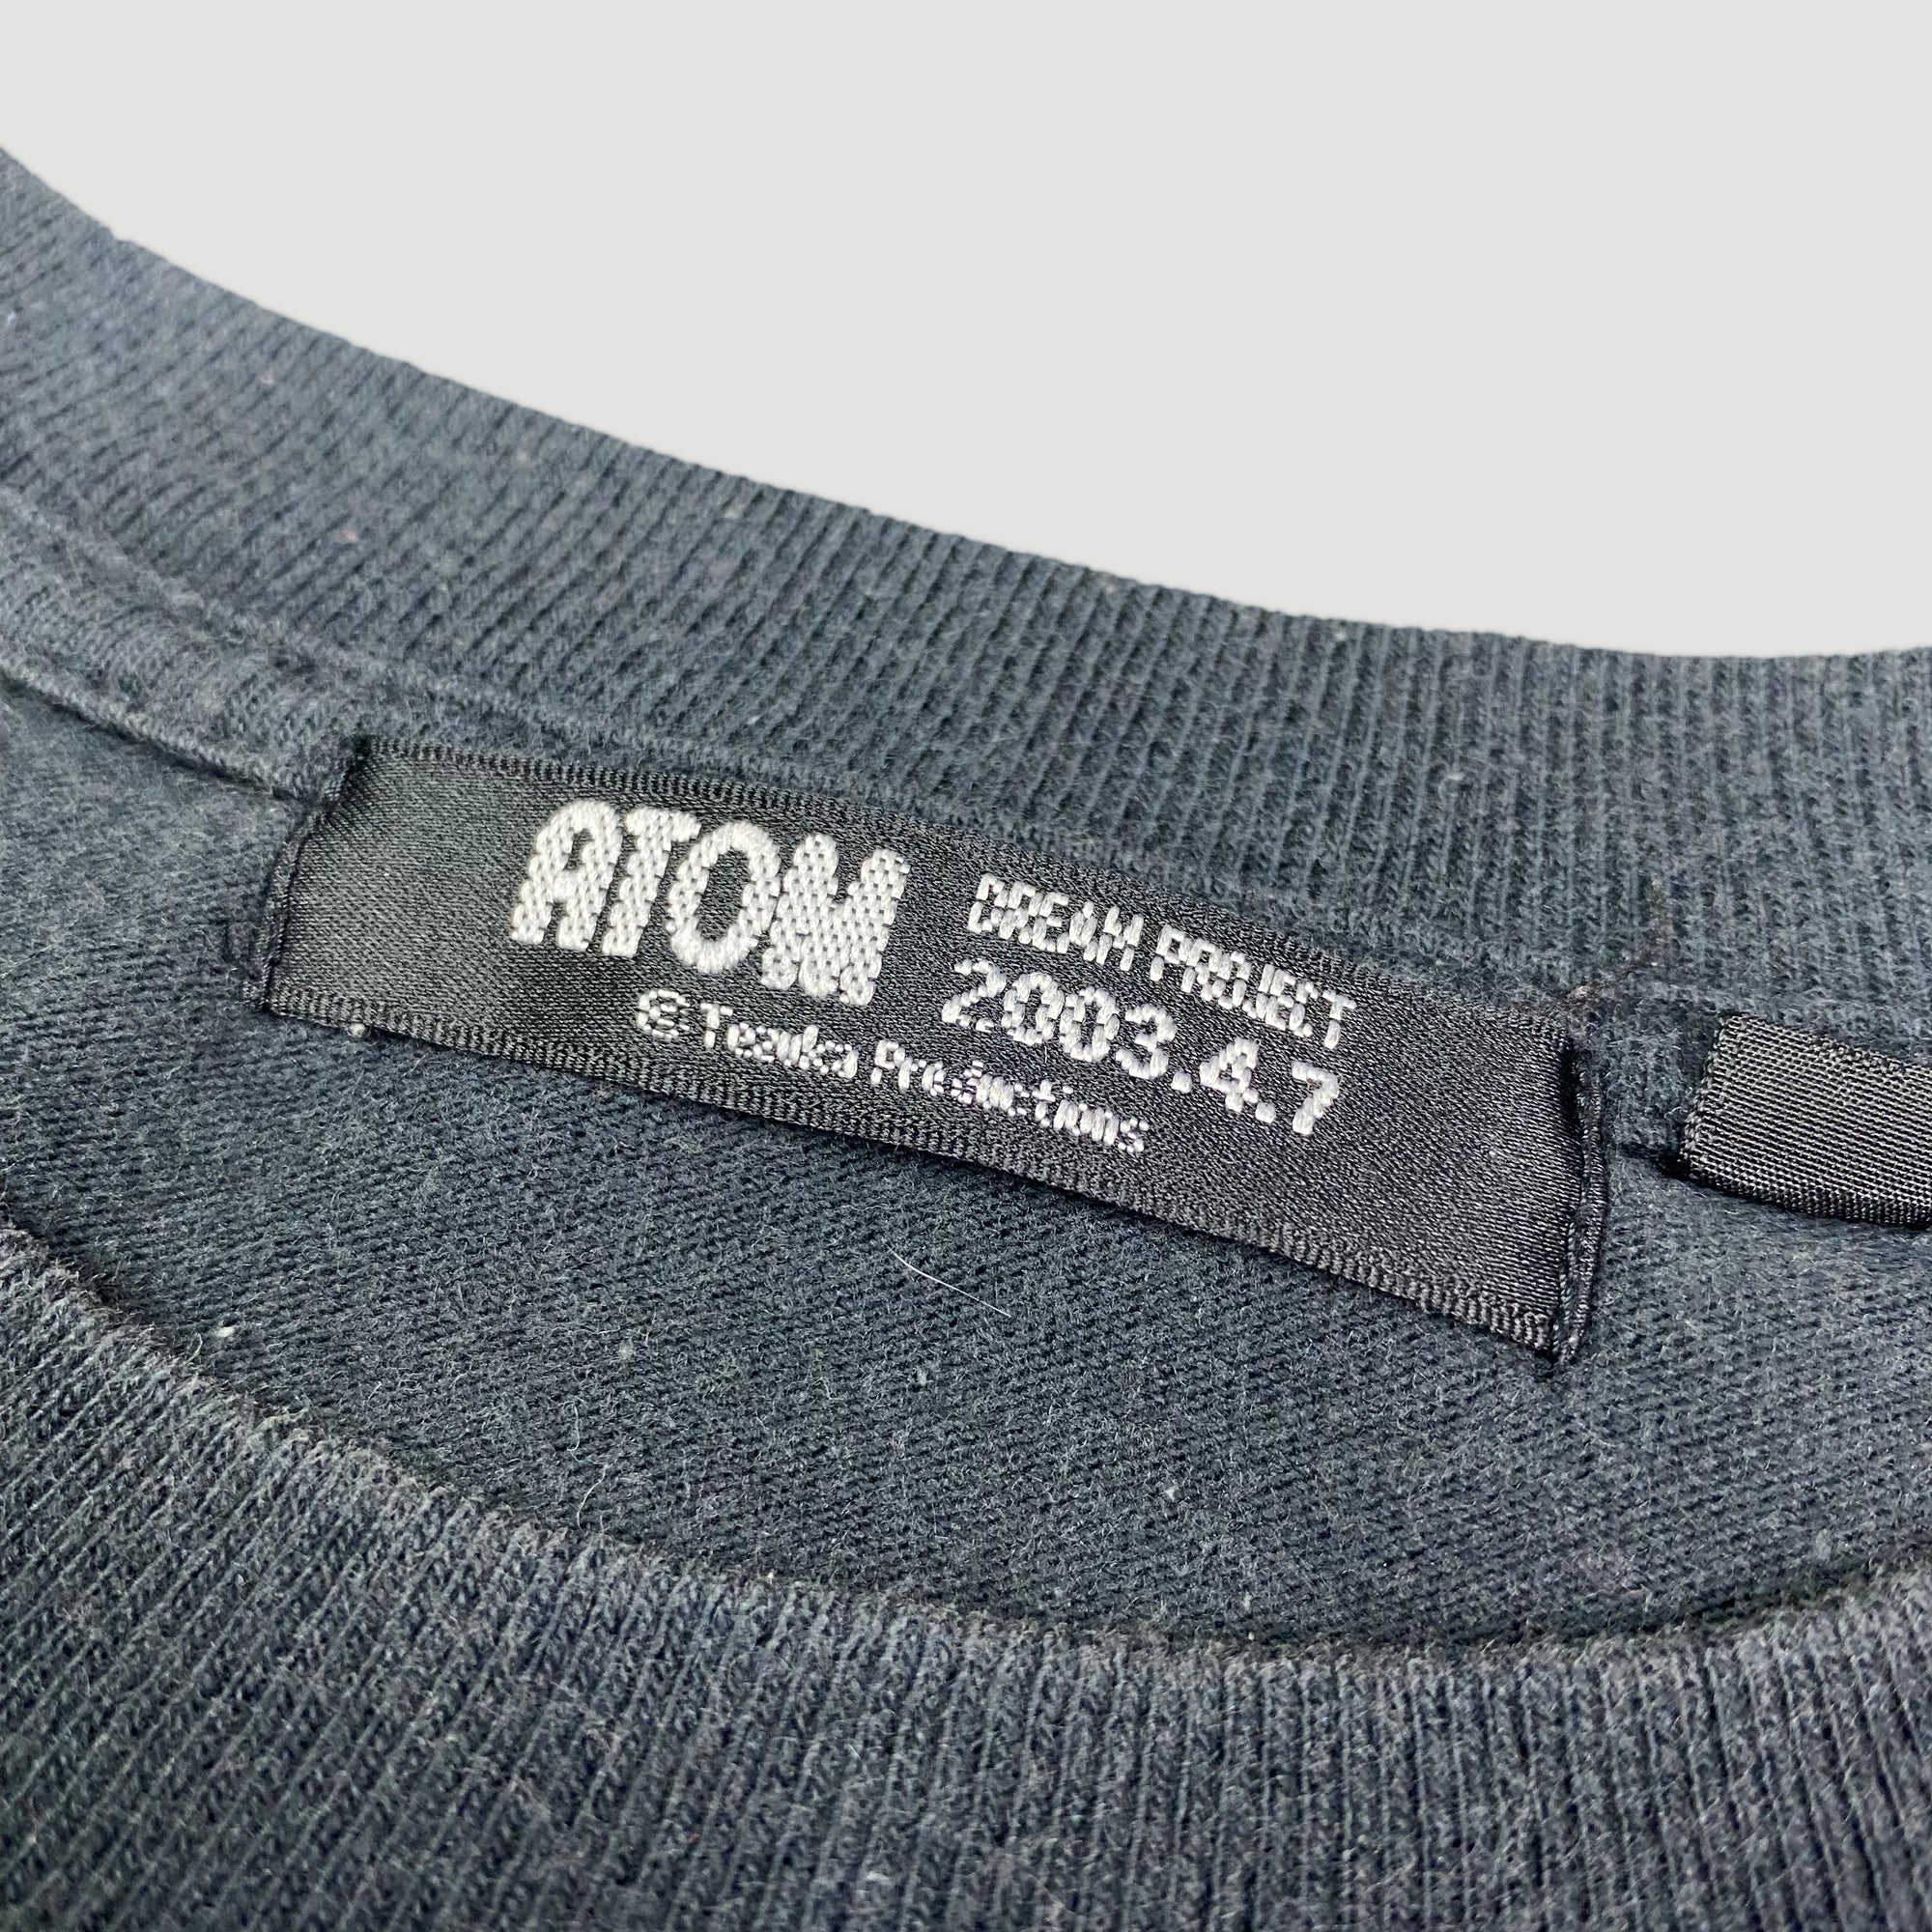 ATOM DREAM PROJECT
2003.4.7
©Tezuka Productions